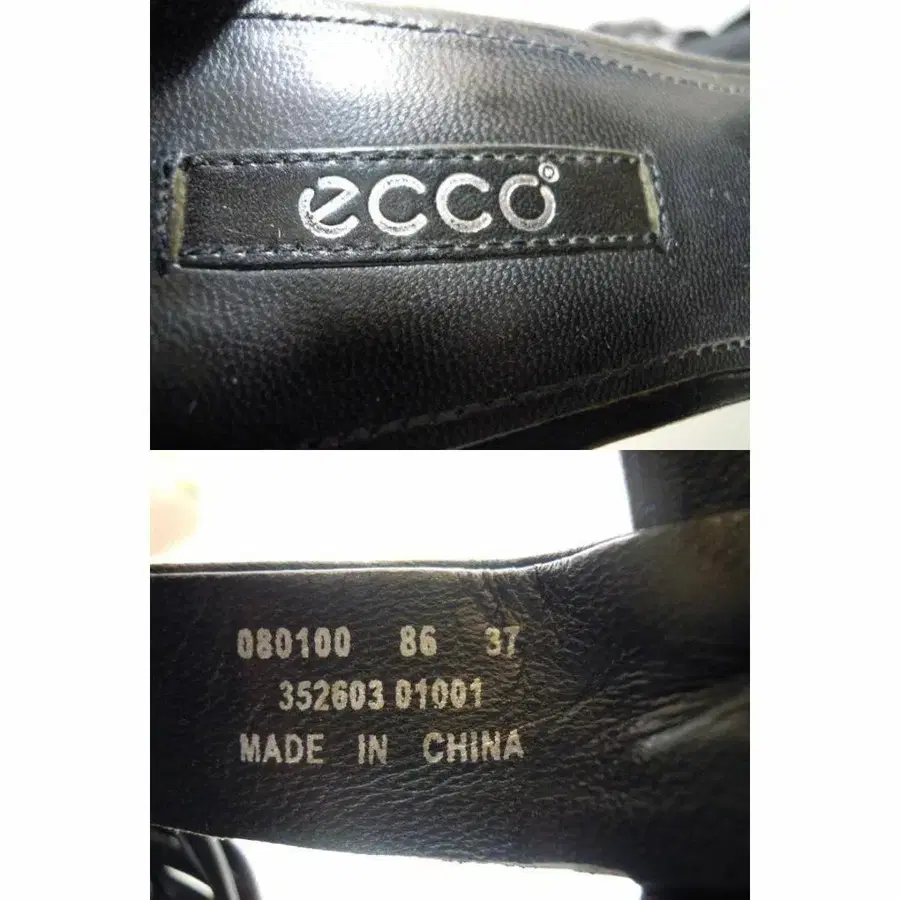 ecco
080100 86 37
352603 01001
MADE IN CHINA